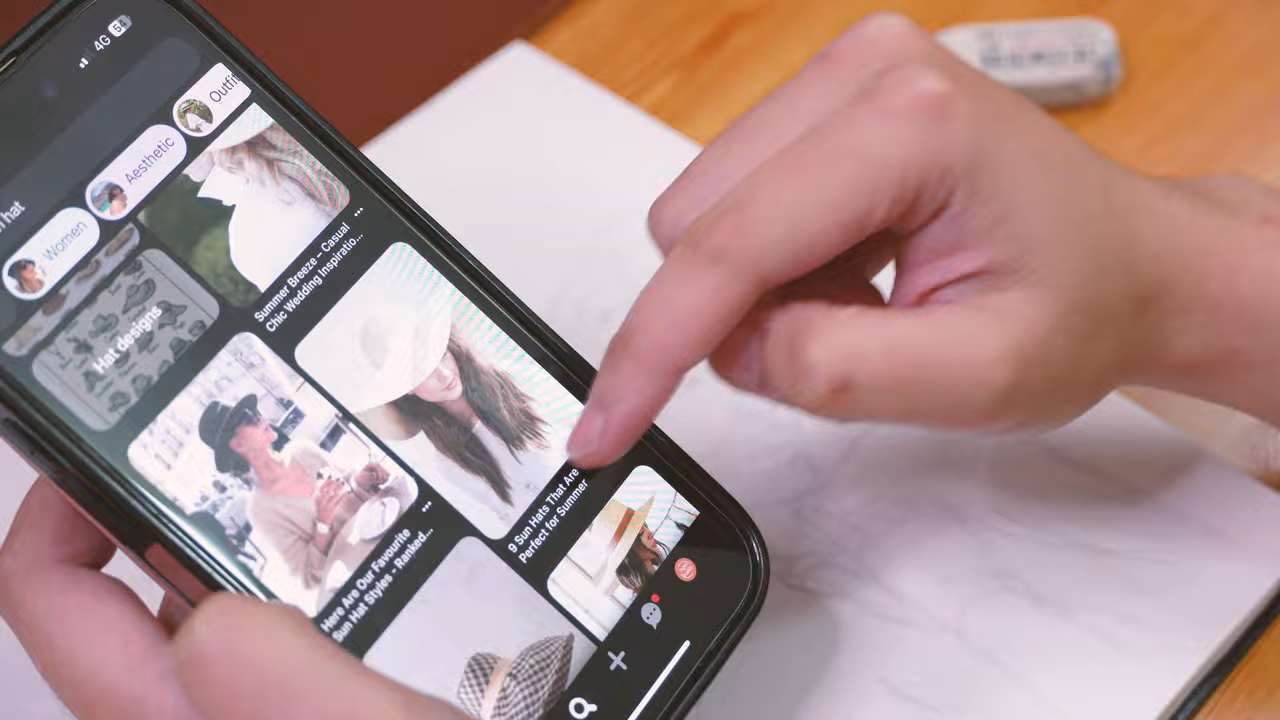 4G 54
hat
Women
Aesthetic
Outfit
Hat designs
Summer Breeze – Casual
Chic Wedding Inspiratio...
Here Are Our Favourite
Sun Hat Styles - Ranked...
9 Sun Hats That Are
Perfect for Summer